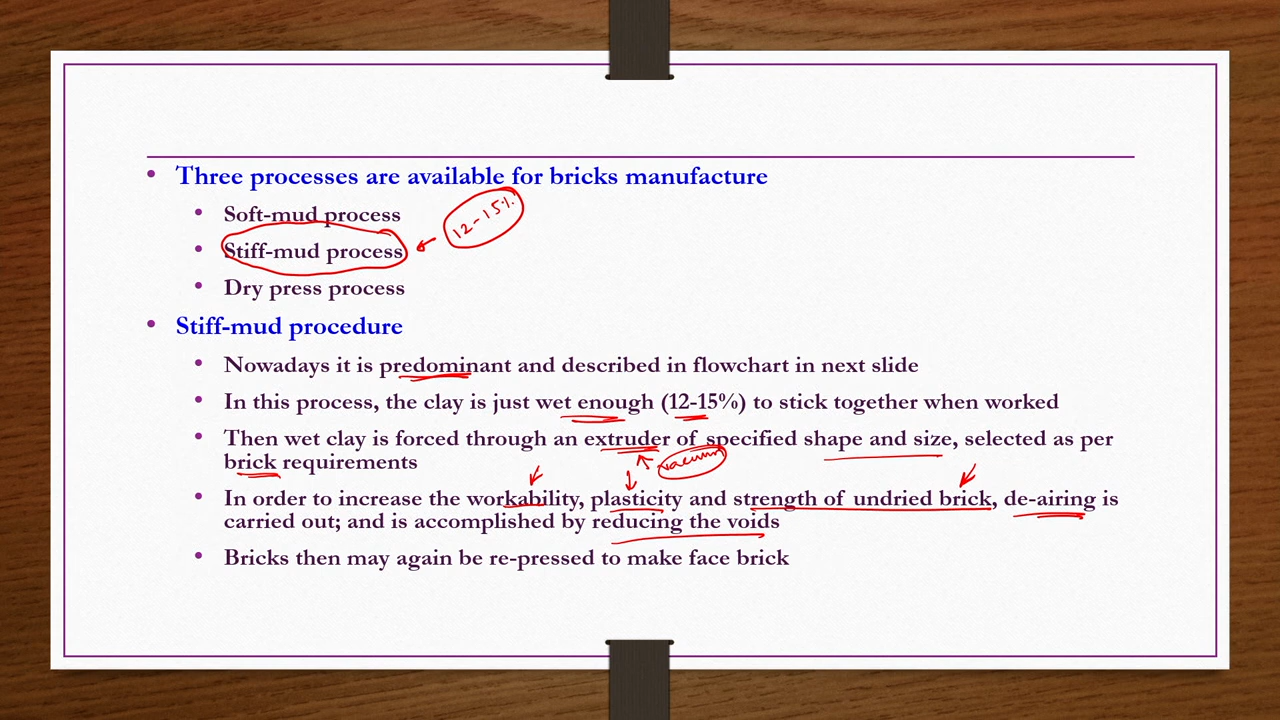 Three processes are available for bricks manufacture
Soft-mud process
12-15%
Stiff-mud process
Dry press process
Stiff-mud procedure
Nowadays it is predominant and described in flowchart in next slide
In this process, the clay is just wet enough (12-15%) to stick together when worked
Then wet clay is forced through an extruder of specified shape and size, selected as per
brick requirements
vacuum
In order to increase the workability, plasticity and strength of undried brick, de-airing is
carried out; and is accomplished by reducing the voids
Bricks then may again be re-pressed to make face brick